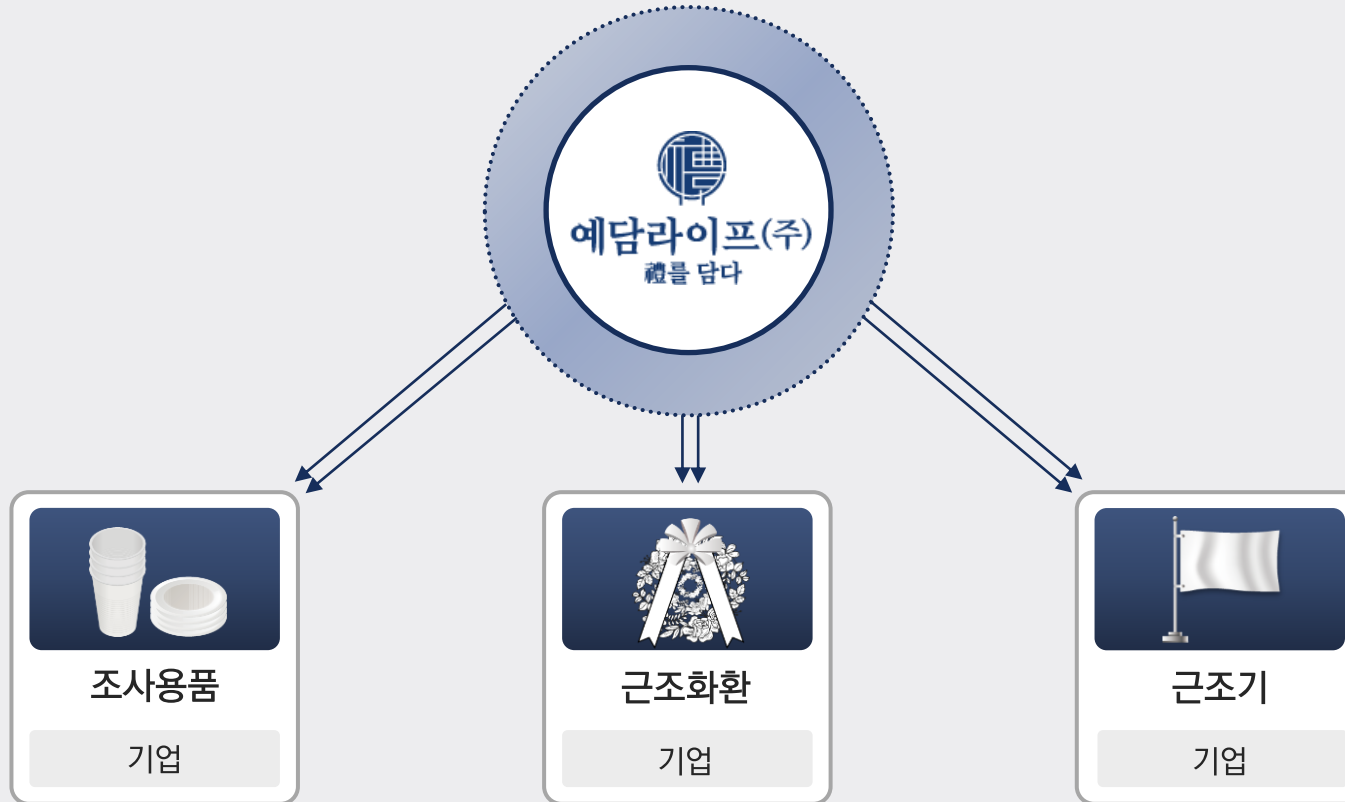 예담라이프(주)
禮를 담다
조사용품
기업
근조화환
기업
근조기
기업